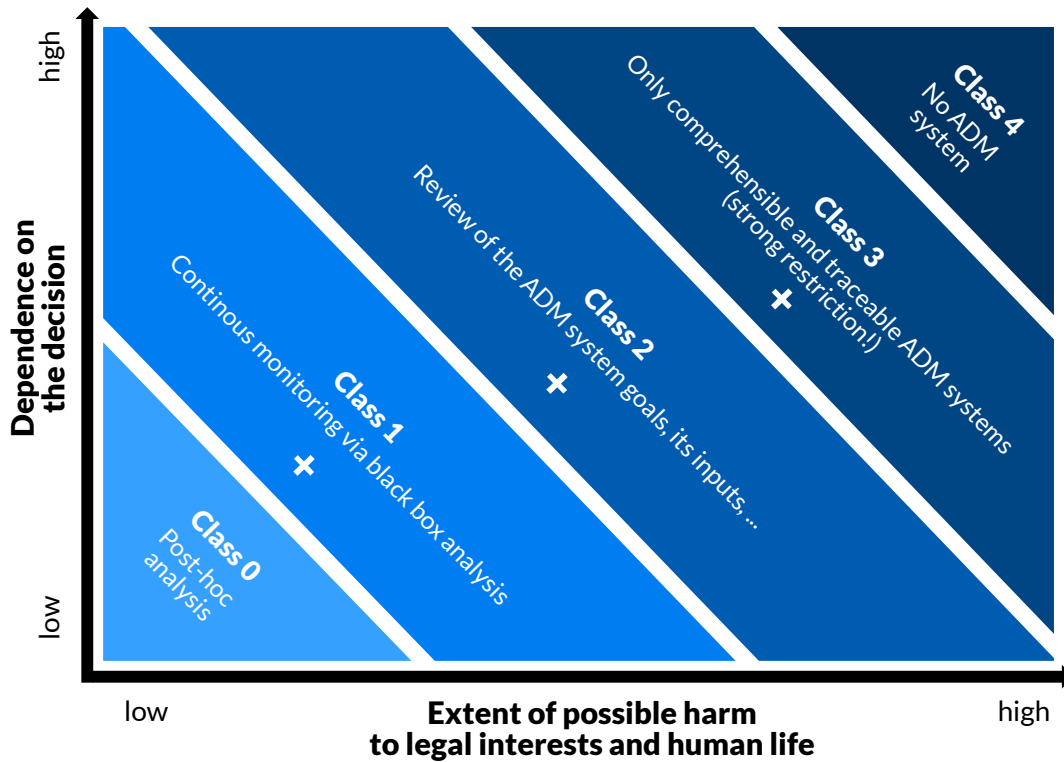 high
Dependence on
the decision
low
Class 0
Post-hoc
analysis
Class 1
Continous monitoring via black box analysis
+
Class 2
Review of the ADM system goals, its inputs, ...
+
Class 3
Only comprehensible and traceable ADM systems
(strong restriction!)
+
Class 4
No ADM
system
low
high
Extent of possible harm
to legal interests and human life